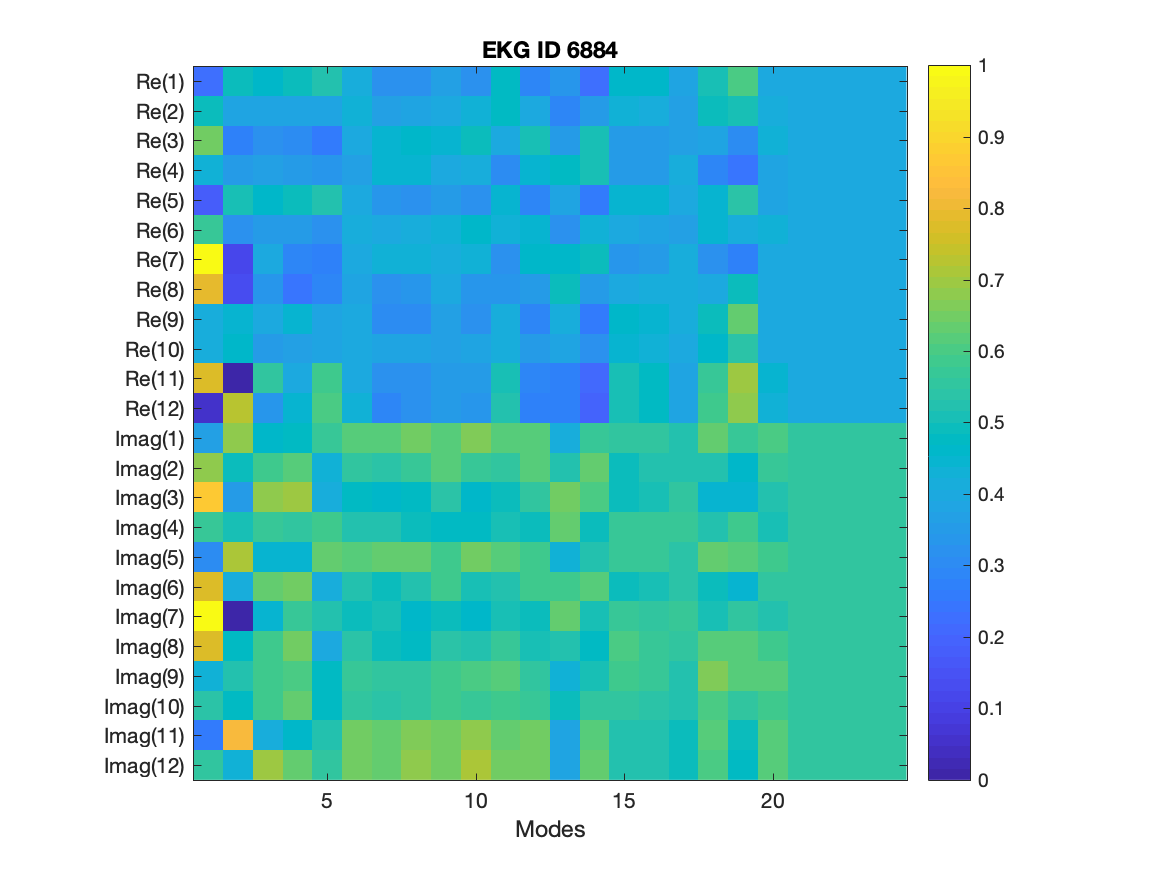 EKG ID 6884
Re(1)
Re(2)
Re(3)
Re(4)
Re(5)
Re(6)
Re(7)
Re(8)
Re(9)
Re(10)
Re(11)
Re(12)
Imag(1)
Imag(2)
Imag(3)
Imag(4)
Imag(5)
Imag(6)
Imag(7)
Imag(8)
Imag(9)
Imag(10)
Imag(11)
Imag(12)
5 10 15 20
Modes
1
0.9
0.8
0.7
0.6
0.5
0.4
0.3
0.2
0.1
0